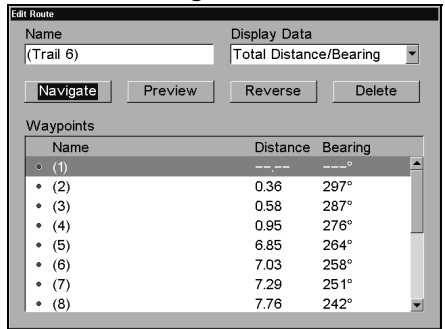 Edit Route
Name Display Data
(Trail 6) Total Distance/Bearing
Navigate Preview Reverse Delete
Waypoints
Name Distance Bearing
(1) --.-- ---°
(2) 0.36 297°
(3) 0.58 287°
(4) 0.95 276°
(5) 6.85 264°
(6) 7.03 258°
(7) 7.29 251°
(8) 7.76 242°